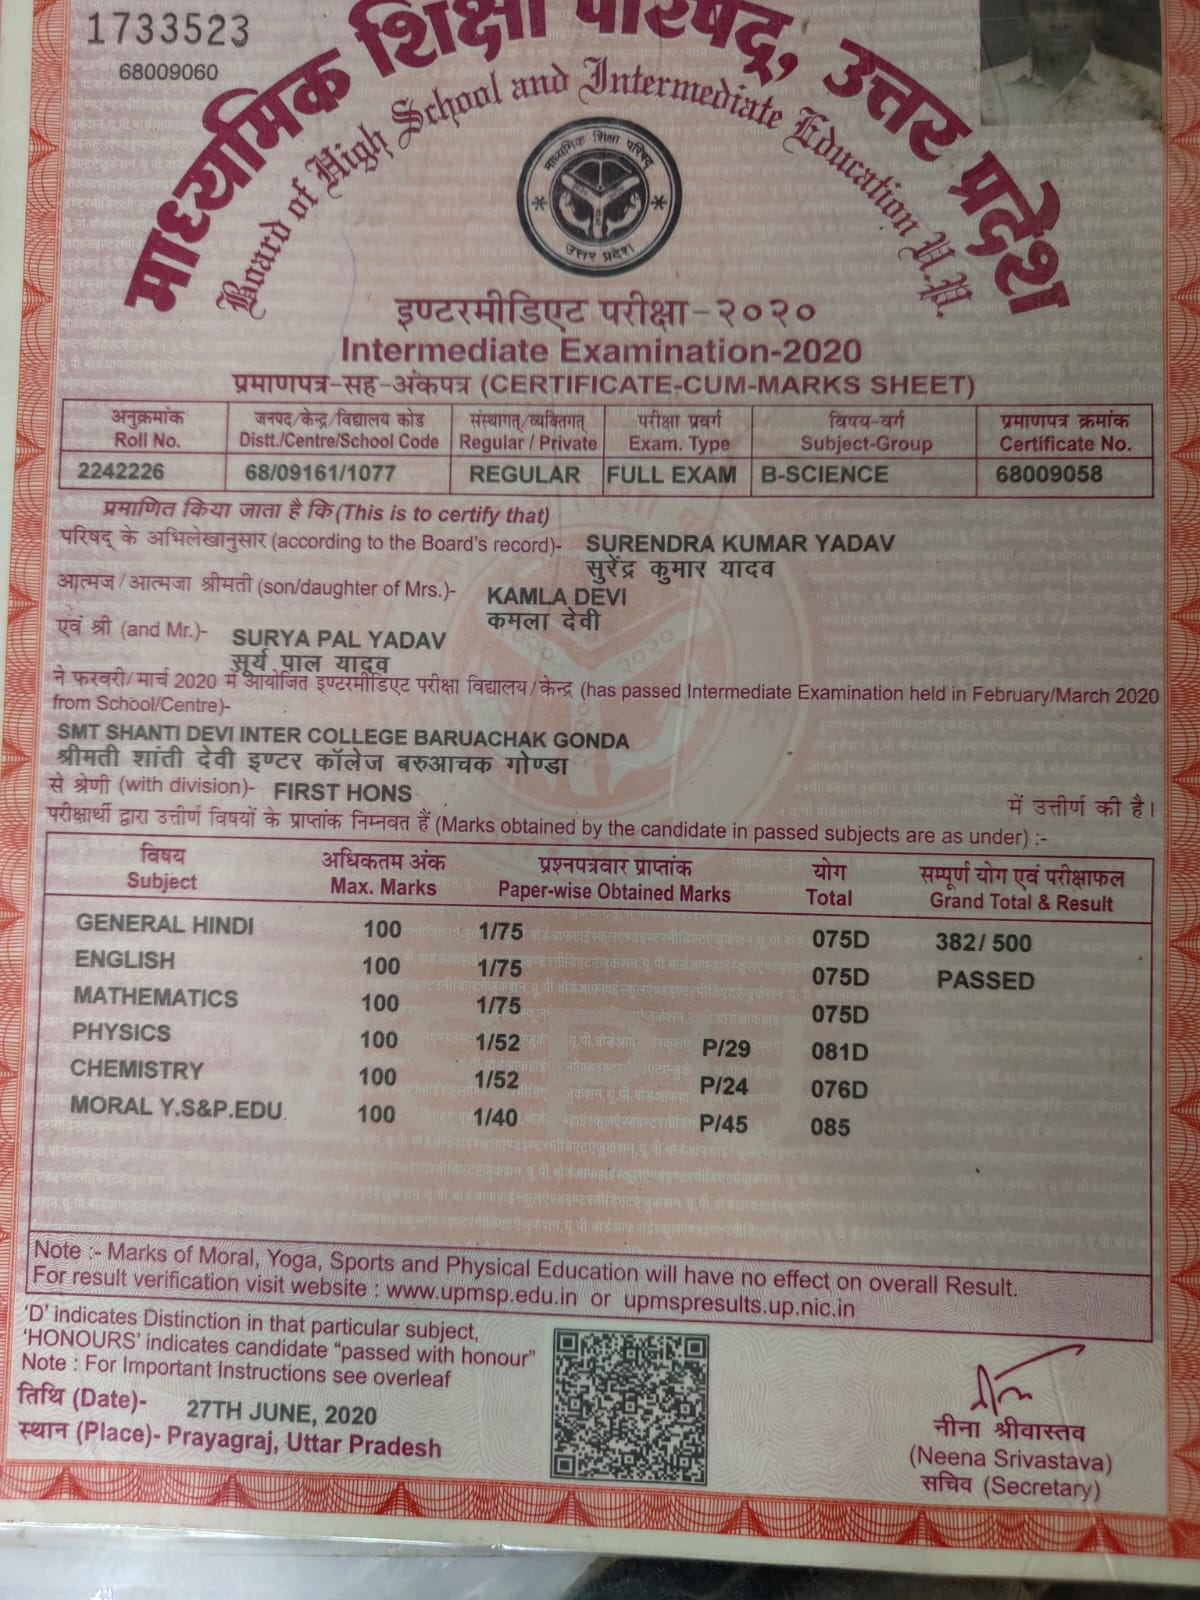 1733523
68009060
माध्यमिक शिक्षा परिषद्, उत्तर प्रदेश
Board of High School and Intermediate Education U.P.
माध्यमिक शिक्षा परिषद्
उत्तर प्रदेश
इण्टरमीडिएट परीक्षा-२०२०
Intermediate Examination-2020
प्रमाणपत्र-सह-अंकपत्र (CERTIFICATE-CUM-MARKS SHEET)
अनुक्रमांक जनपद/केन्द्र/विद्यालय कोड संस्थागत्/व्यक्तिगत् परीक्षा प्रवर्ग विषय-वर्ग प्रमाणपत्र क्रमांक
Roll No. Distt./Centre/School Code Regular / Private Exam. Type Subject-Group Certificate No.
2242226 68/09161/1077 REGULAR FULL EXAM B-SCIENCE 68009058
प्रमाणित किया जाता है कि (This is to certify that)
परिषद् के अभिलेखानुसार (according to the Board's record)- SURENDRA KUMAR YADAV
सुरेंद्र कुमार यादव
आत्मज/आत्मजा श्रीमती (son/daughter of Mrs.)- KAMLA DEVI
कमला देवी
एवं श्री (and Mr.)- SURYA PAL YADAV
सूर्य पाल यादव
ने फरवरी/मार्च 2020 में आयोजित इण्टरमीडिएट परीक्षा विद्यालय/केन्द्र (has passed Intermediate Examination held in February/March 2020
from School/Centre)-
SMT SHANTI DEVI INTER COLLEGE BARUACHAK GONDA
श्रीमती शांती देवी इण्टर कॉलेज बरुआचक गोण्डा
से श्रेणी (with division)- FIRST HONS में उत्तीर्ण की है।
परीक्षार्थी द्वारा उत्तीर्ण विषयों के प्राप्तांक निम्नवत हैं (Marks obtained by the candidate in passed subjects are as under) :-
विषय अधिकतम अंक प्रश्नपत्रवार प्राप्तांक योग सम्पूर्ण योग एवं परीक्षाफल
Subject Max. Marks Paper-wise Obtained Marks Total Grand Total & Result
GENERAL HINDI 100 1/75 075D 382/ 500
ENGLISH 100 1/75 075D PASSED
MATHEMATICS 100 1/75 075D
PHYSICS 100 1/52 P/29 081D
CHEMISTRY 100 1/52 P/24 076D
MORAL Y.S&P.EDU. 100 1/40 P/45 085
Note :- Marks of Moral, Yoga, Sports and Physical Education will have no effect on overall Result.
For result verification visit website : www.upmsp.edu.in or upmspresults.up.nic.in
'D' indicates Distinction in that particular subject,
'HONOURS' indicates candidate "passed with honour"
Note : For Important Instructions see overleaf
तिथि (Date)- 27TH JUNE, 2020
स्थान (Place)- Prayagraj, Uttar Pradesh
नीना श्रीवास्तव
(Neena Srivastava)
सचिव (Secretary)